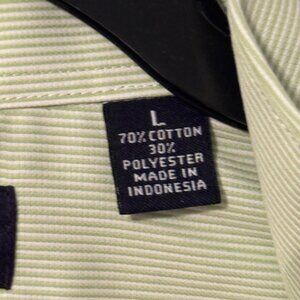 L
70% COTTON
30%
POLYESTER
MADE IN
INDONESIA